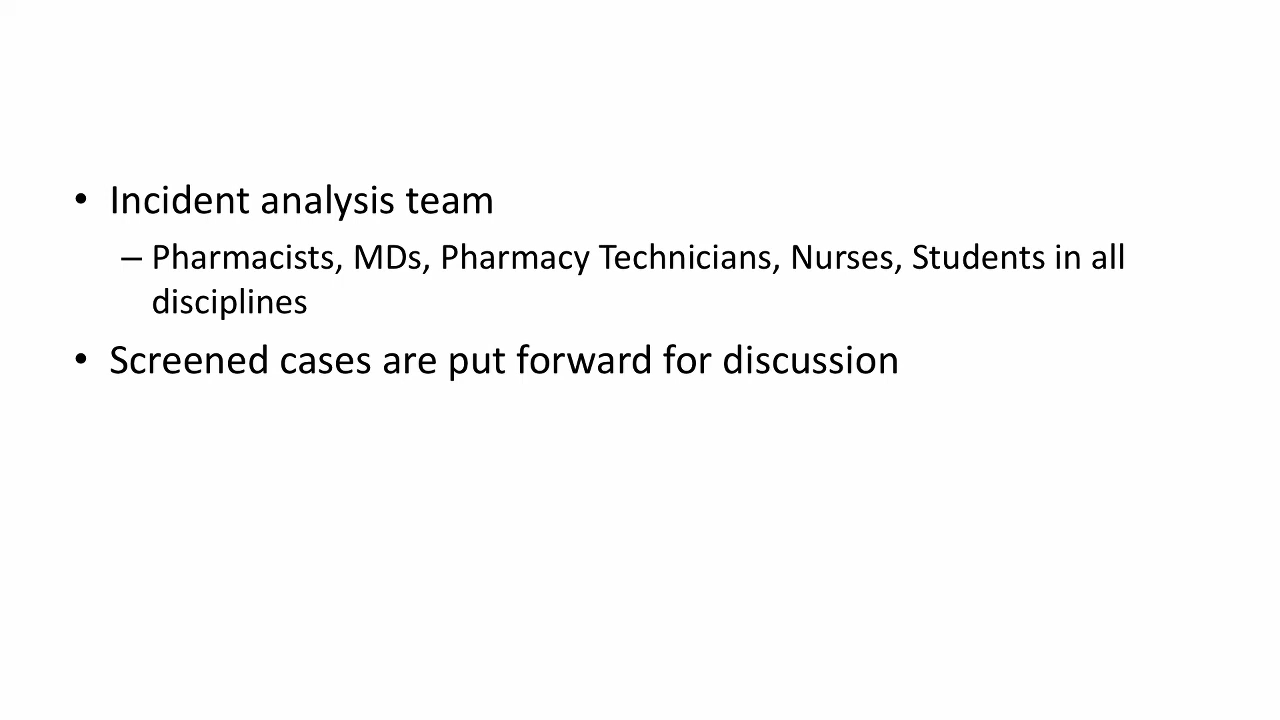 • Incident analysis team
– Pharmacists, MDs, Pharmacy Technicians, Nurses, Students in all
disciplines
• Screened cases are put forward for discussion